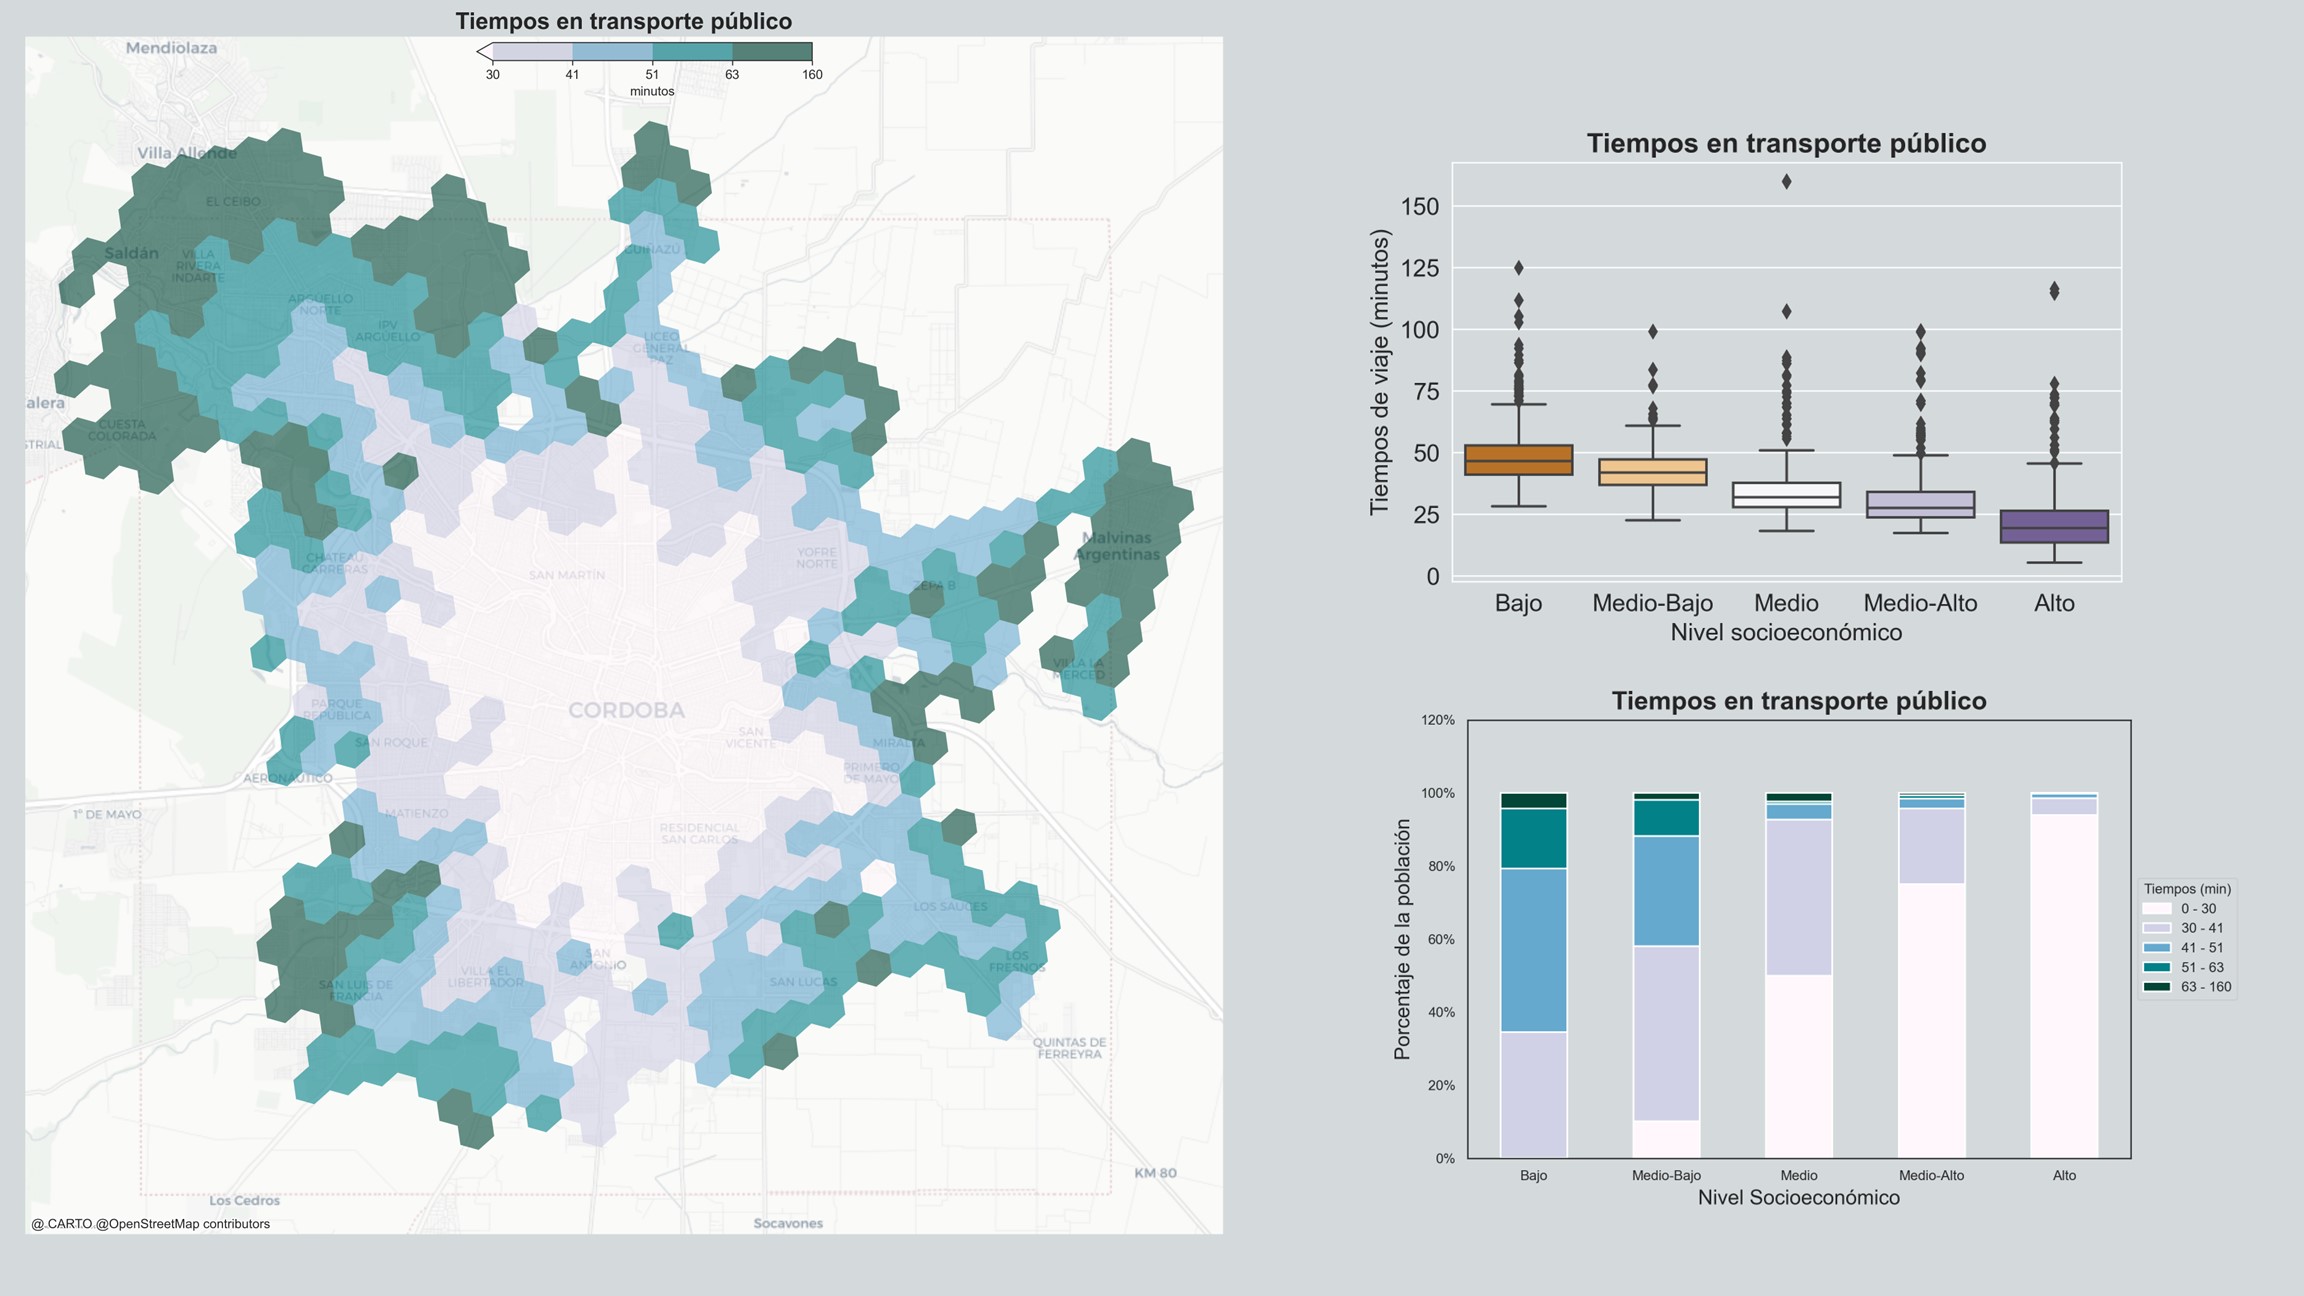 Tiempos en transporte público
30 41 51 63 160
minutos
Mendiolaza
Villa Allende
EL CEIBO
Saldán
VILLA
RIVERA
INDARTE
GUIÑAZÚ
ARGÜELLO
NORTE
IPV
ARGÜELLO
LICEO
GENERAL
PAZ
alera
CUESTA
COLORADA
STRIAL
Malvinas
Argentinas
CHATEAU
CARRERAS
SAN MARTÍN
YOFRE
NORTE
ZEPA B
VILLA LA
MERCED
PARQUE
REPÚBLICA
CORDOBA
SAN ROQUE
SAN
VICENTE
MIRALTA
PRIMERO
DE MAYO
AERONÁUTICO
1º DE MAYO
MATIENZO
RESIDENCIAL
SAN CARLOS
LOS SAUCES
SAN
ANTONIO
LOS
FRESNOS
VILLA EL
LIBERTADOR
SAN LUIS DE
FRANCIA
SAN LUCAS
QUINTAS DE
FERREYRA
KM 80
Los Cedros
Socavones
@ CARTO @OpenStreetMap contributors
Tiempos en transporte público
Tiempos de viaje (minutos)
150
125
100
75
50
25
0
Bajo Medio-Bajo Medio Medio-Alto Alto
Nivel socioeconómico
Tiempos en transporte público
Porcentaje de la población
120%
100%
80%
60%
40%
20%
0%
Bajo Medio-Bajo Medio Medio-Alto Alto
Nivel Socioeconómico
Tiempos (min)
0 - 30
30 - 41
41 - 51
51 - 63
63 - 160